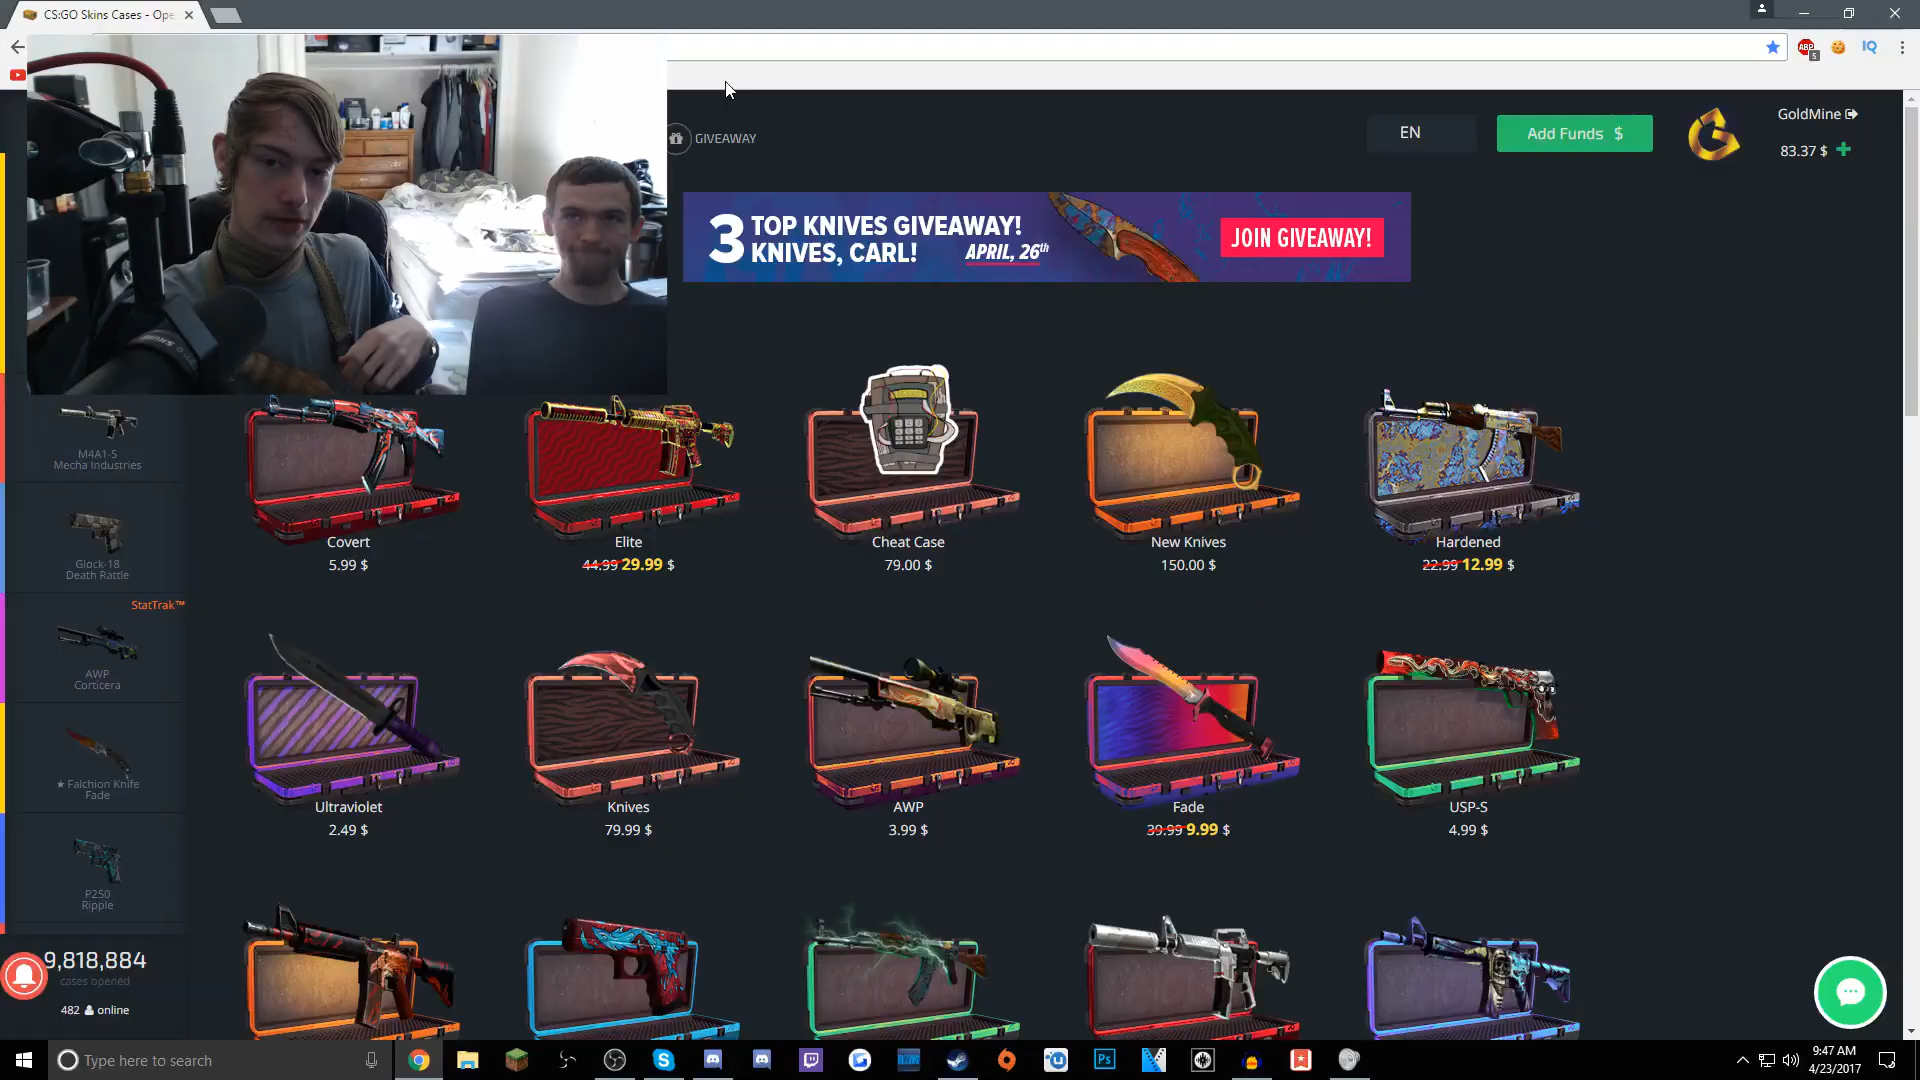 CS:GO Skins Cases - Ope
ABP
5
IQ
GIVEAWAY
EN
Add Funds $
GoldMine
83.37 $
3 TOP KNIVES GIVEAWAY!
KNIVES, CARL! APRIL, 26th
JOIN GIVEAWAY!
M4A1-S
Mecha Industries
Glock-18
Death Rattle
StatTrak™
AWP
Corticera
★ Falchion Knife
Fade
P250
Ripple
9,818,884
cases opened
482 online
Covert
5.99 $
Elite
44.99 29.99 $
Cheat Case
79.00 $
New Knives
150.00 $
Hardened
22.99 12.99 $
Ultraviolet
2.49 $
Knives
79.99 $
AWP
3.99 $
Fade
39.99 9.99 $
USP-S
4.99 $
Type here to search
Ps
9:47 AM
4/23/2017